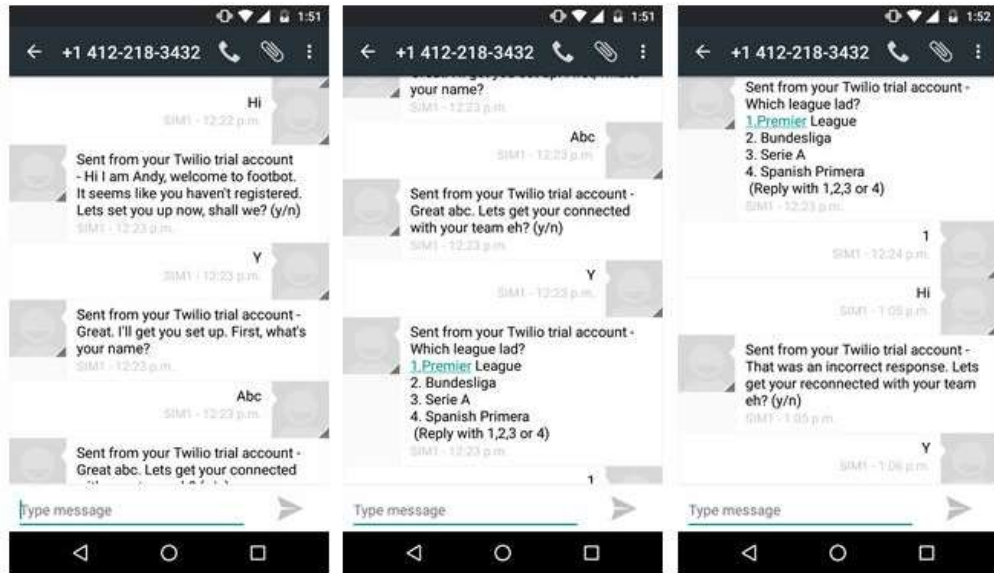 1:51
+1 412-218-3432
Hi
SIM1 - 12:22 p.m.
Sent from your Twilio trial account
- Hi I am Andy, welcome to footbot.
It seems like you haven't registered.
Lets set you up now, shall we? (y/n)
SIM1 - 12:23 p.m.
Y
SIM1 - 12:23 p.m.
Sent from your Twilio trial account -
Great. I'll get you set up. First, what's
your name?
SIM1 - 12:23 p.m.
Abc
SIM1 - 12:23 p.m.
Sent from your Twilio trial account -
Great abc. Lets get your connected
Type message
1:51
+1 412-218-3432
your name?
SIM1 - 12:23 p.m.
Abc
SIM1 - 12:23 p.m.
Sent from your Twilio trial account -
Great abc. Lets get your connected
with your team eh? (y/n)
SIM1 - 12:23 p.m.
Y
SIM1 - 12:23 p.m.
Sent from your Twilio trial account -
Which league lad?
1.Premier League
2. Bundesliga
3. Serie A
4. Spanish Primera
(Reply with 1,2,3 or 4)
SIM1 - 12:23 p.m.
1
Type message
1:52
+1 412-218-3432
Sent from your Twilio trial account -
Which league lad?
1.Premier League
2. Bundesliga
3. Serie A
4. Spanish Primera
(Reply with 1,2,3 or 4)
SIM1 - 12:23 p.m.
1
SIM1 - 12:24 p.m.
Hi
SIM1 - 1:05 p.m.
Sent from your Twilio trial account -
That was an incorrect response. Lets
get your reconnected with your team
eh? (y/n)
SIM1 - 1:05 p.m.
Y
SIM1 - 1:06 p.m.
Type message